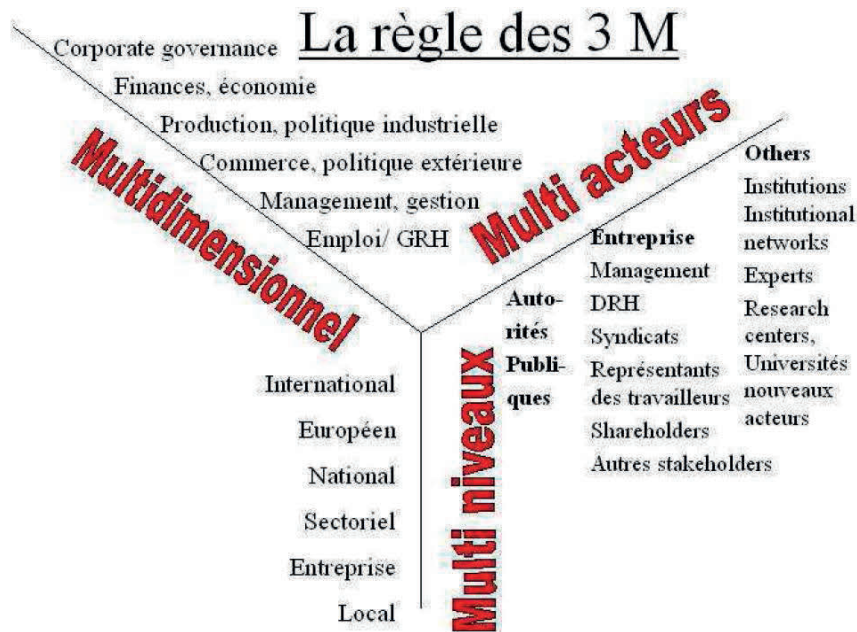 La règle des 3 M
Corporate governance
Finances, économie
Production, politique industrielle
Commerce, politique extérieure
Management, gestion
Emploi/ GRH
Multidimensionnel
Multi acteurs
Auto-
rités
Publi-
ques
Entreprise
Management
DRH
Syndicats
Représentants
des travailleurs
Shareholders
Autres stakeholders
Others
Institutions
Institutional
networks
Experts
Research
centers,
Universités
nouveaux
acteurs
Multi niveaux
International
Européen
National
Sectoriel
Entreprise
Local